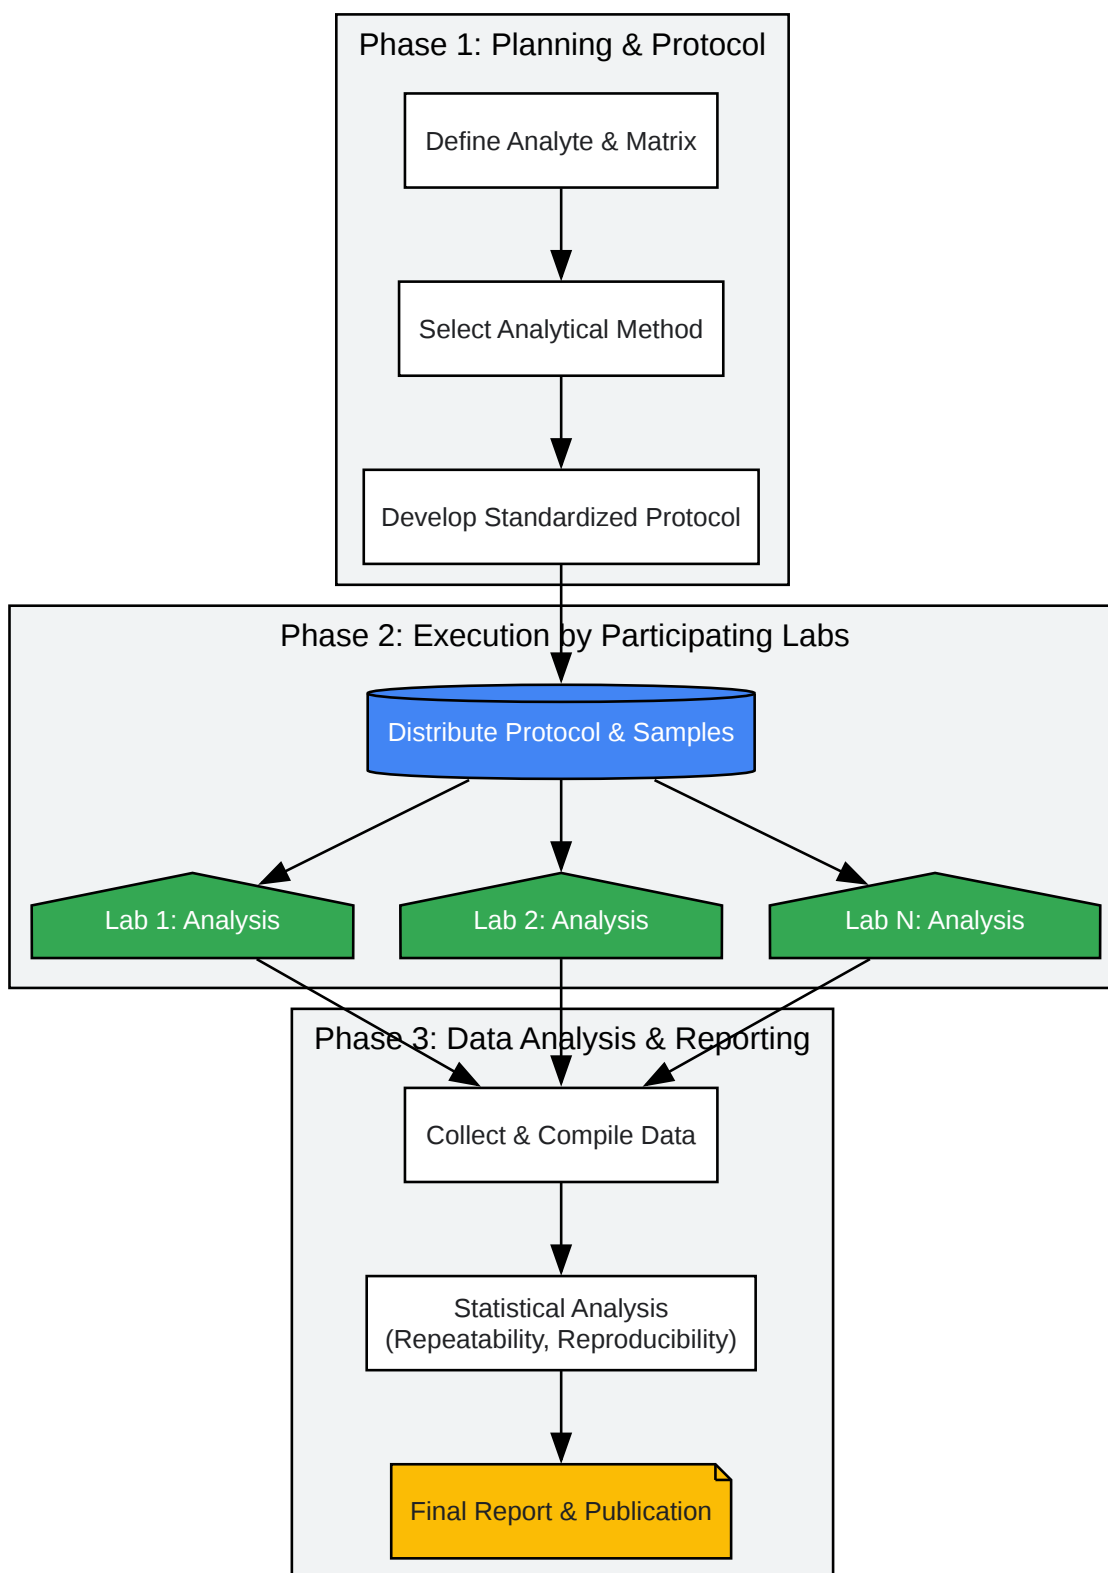 Phase 1: Planning & Protocol
Define Analyte & Matrix
Select Analytical Method
Develop Standardized Protocol
Phase 2: Execution by Participating Labs
Distribute Protocol & Samples
Lab 1: Analysis
Lab 2: Analysis
Lab N: Analysis
Phase 3: Data Analysis & Reporting
Collect & Compile Data
Statistical Analysis
(Repeatability, Reproducibility)
Final Report & Publication